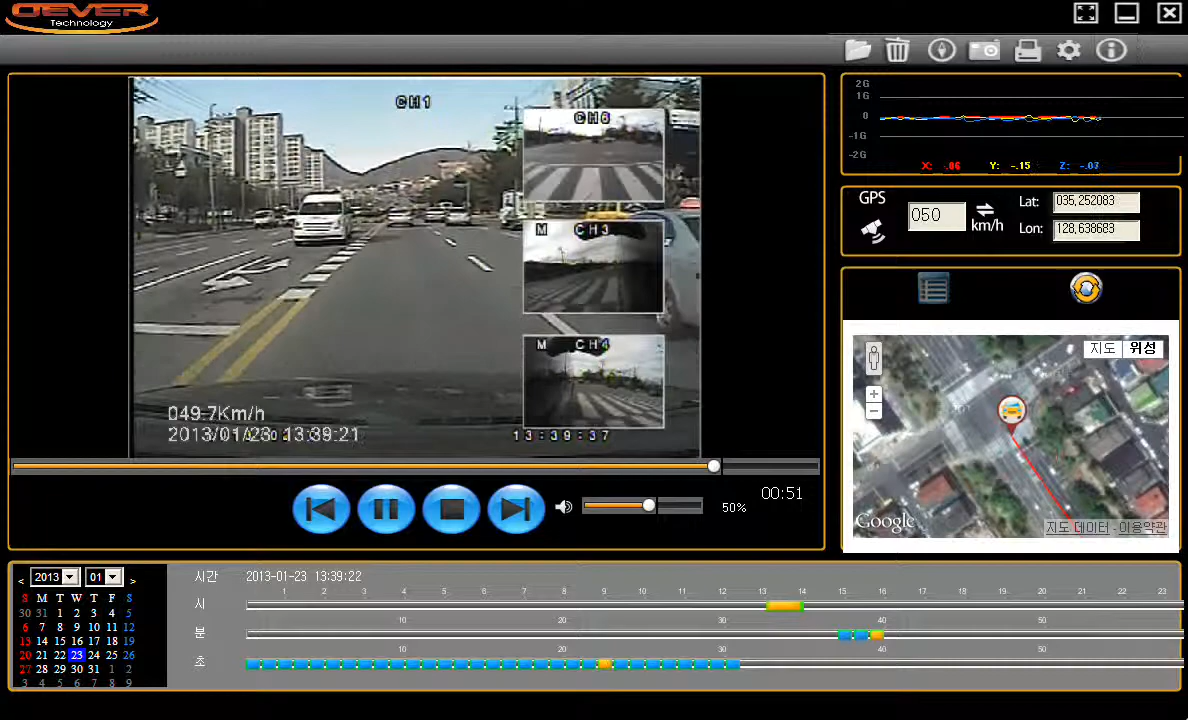 OEVER
Technology
CH1
CH6
M CH3
M CH4
049.7Km/h
2013/01/23 13:39:21
13:39:37
00:51
50%
2G
1G
0
-1G
-2G
X: -.06 Y: -.15 Z: -.07
GPS
050
km/h
Lat: 035,252083
Lon: 128,638683
지도 위성
+
-
Google
지도 데이터 - 이용약관
< 2013 01 >
S M T W T F S
30 31 1 2 3 4 5
6 7 8 9 10 11 12
13 14 15 16 17 18 19
20 21 22 23 24 25 26
27 28 29 30 31 1 2
3 4 5 6 7 8 9
시간 2013-01-23 13:39:22
1 2 3 4 5 6 7 8 9 10 11 12 13 14 15 16 17 18 19 20 21 22 23
시
10 20 30 40 50
분
10 20 30 40 50
초